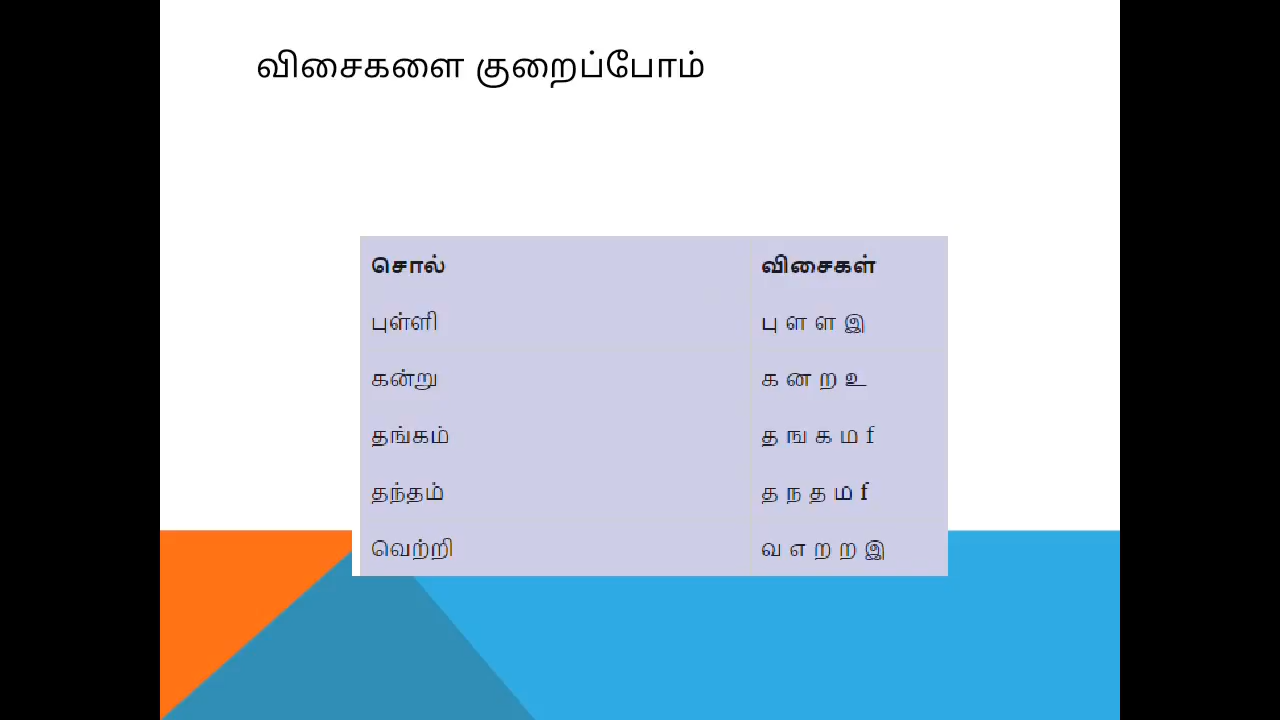 விசைகளை குறைப்போம்
சொல் விசைகள்
புள்ளி பு ள ள இ
கன்று க ன ற உ
தங்கம் த ங க ம f
தந்தம் த ந த ம f
வெற்றி வ எ ற ற இ